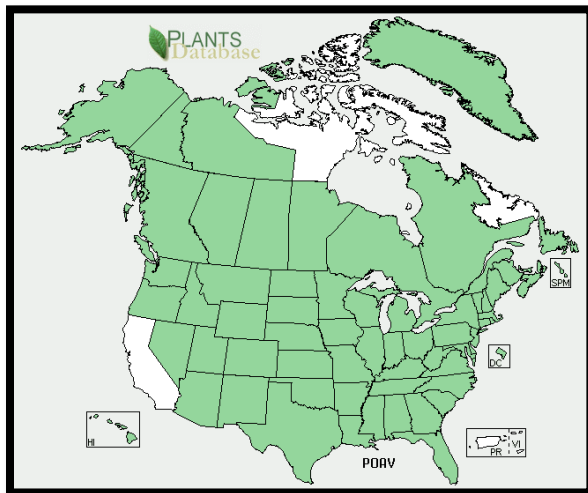 PLANTS
Database
SPM
DC
HI
PR
VI
POAV